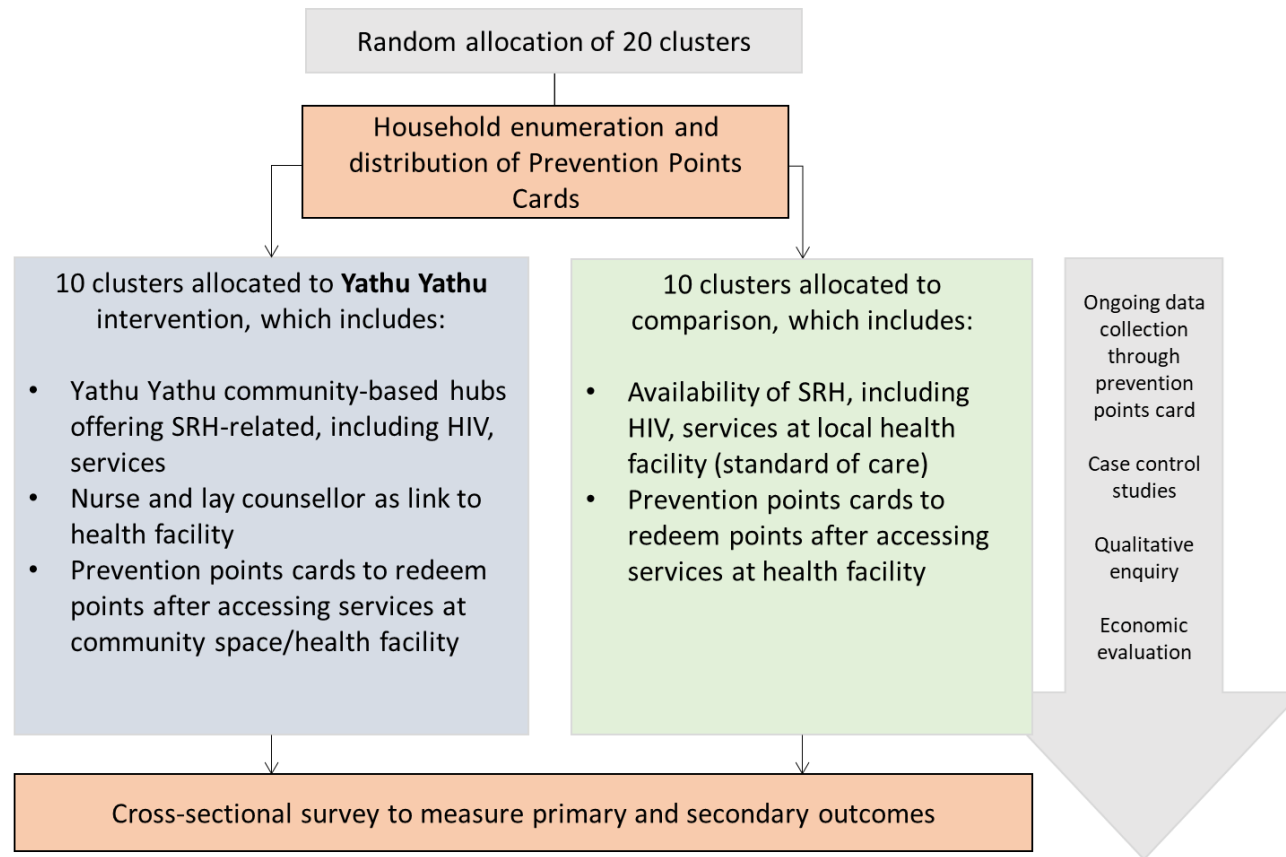 Random allocation of 20 clusters
Household enumeration and
distribution of Prevention Points
Cards
10 clusters allocated to Yathu Yathu
intervention, which includes:
• Yathu Yathu community-based hubs
offering SRH-related, including HIV,
services
• Nurse and lay counsellor as link to
health facility
• Prevention points cards to redeem
points after accessing services at
community space/health facility
10 clusters allocated to
comparison, which includes:
• Availability of SRH, including
HIV, services at local health
facility (standard of care)
• Prevention points cards to
redeem points after accessing
services at health facility
Ongoing data
collection
through
prevention
points card
Case control
studies
Qualitative
enquiry
Economic
evaluation
Cross-sectional survey to measure primary and secondary outcomes